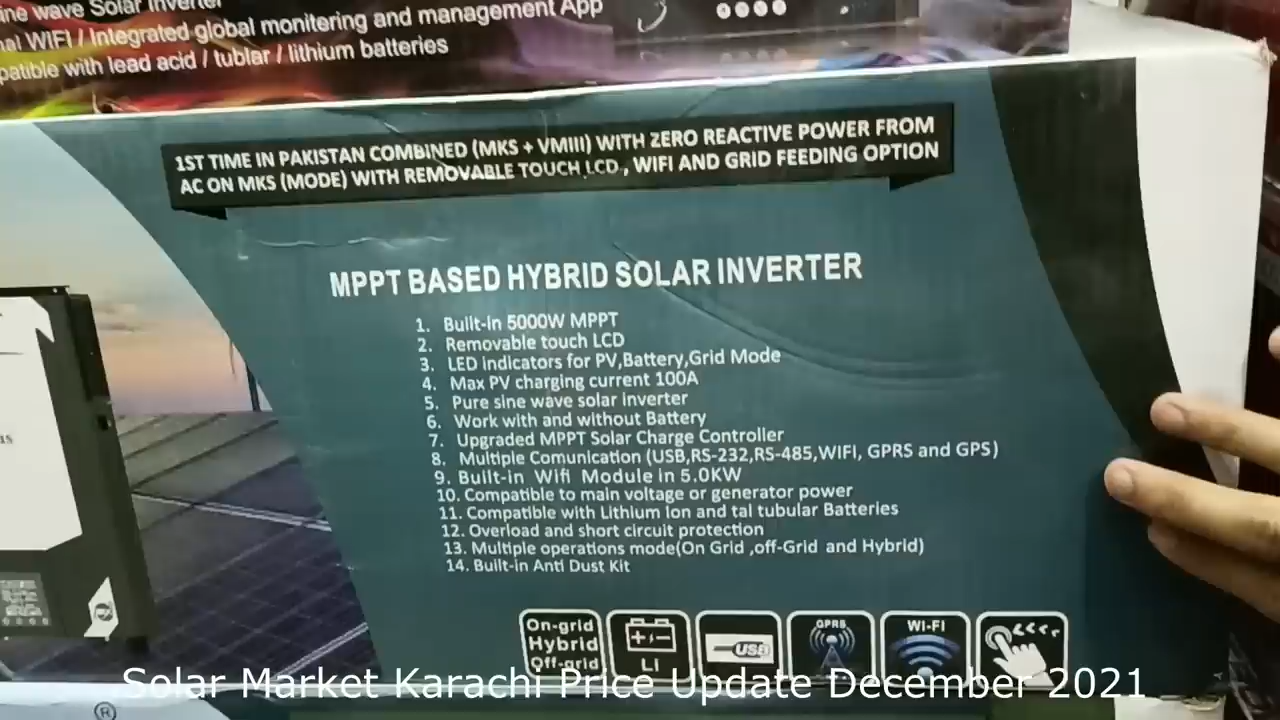 ine wave Solar Inverter
nal WIFI / Integrated global monitering and management App
patible with lead acid / tublar / lithium batteries
1ST TIME IN PAKISTAN COMBINED (MKS + VMIII) WITH ZERO REACTIVE POWER FROM
AC ON MKS (MODE) WITH REMOVABLE TOUCH LCD , WIFI AND GRID FEEDING OPTION
MPPT BASED HYBRID SOLAR INVERTER
1. Built-in 5000W MPPT
2. Removable touch LCD
3. LED indicators for PV,Battery,Grid Mode
4. Max PV charging current 100A
5. Pure sine wave solar inverter
6. Work with and without Battery
7. Upgraded MPPT Solar Charge Controller
8. Multiple Comunication (USB,RS-232,RS-485,WIFI, GPRS and GPS)
9. Built-in Wifi Module in 5.0KW
10. Compatible to main voltage or generator power
11. Compatible with Lithium Ion and tal tubular Batteries
12. Overload and short circuit protection
13. Multiple operations mode(On Grid ,off-Grid and Hybrid)
14. Built-in Anti Dust Kit
On-grid
Hybrid
Off-grid
LI
USB
GPRS
WI-FI
Solar Market Karachi Price Update December 2021
®